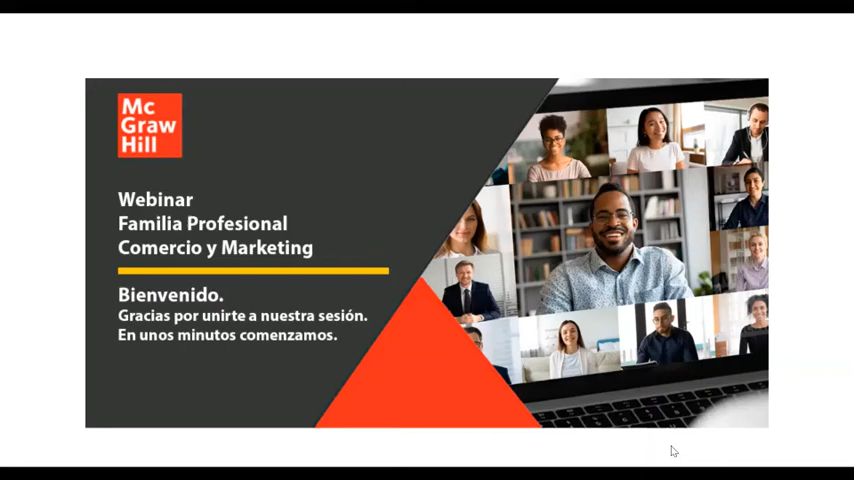 Mc
Graw
Hill
Webinar
Familia Profesional
Comercio y Marketing
Bienvenido.
Gracias por unirte a nuestra sesión.
En unos minutos comenzamos.